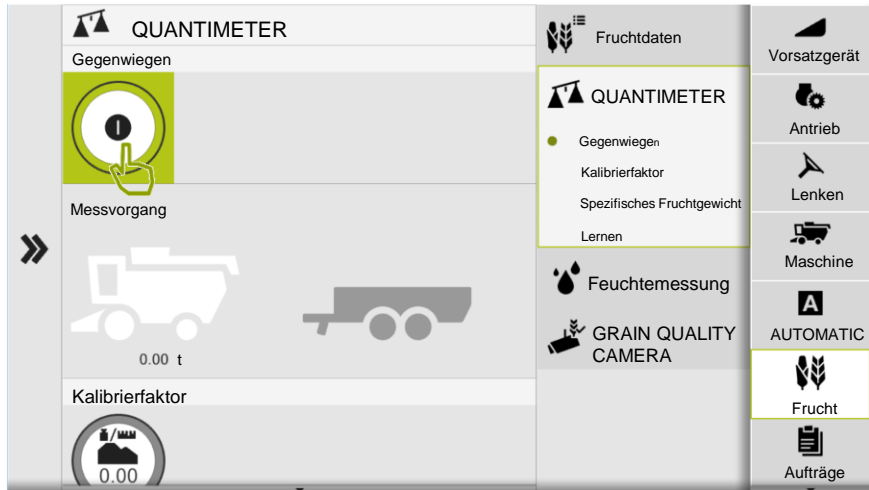 QUANTIMETER
Gegenwiegen
Messvorgang
0.00 t
Kalibrierfaktor
0.00
Fruchtdaten
QUANTIMETER
Gegenwiegen
Kalibrierfaktor
Spezifisches Fruchtgewicht
Lernen
Feuchtemessung
GRAIN QUALITY
CAMERA
Vorsatzgerät
Antrieb
Lenken
Maschine
A
AUTOMATIC
Frucht
Aufträge